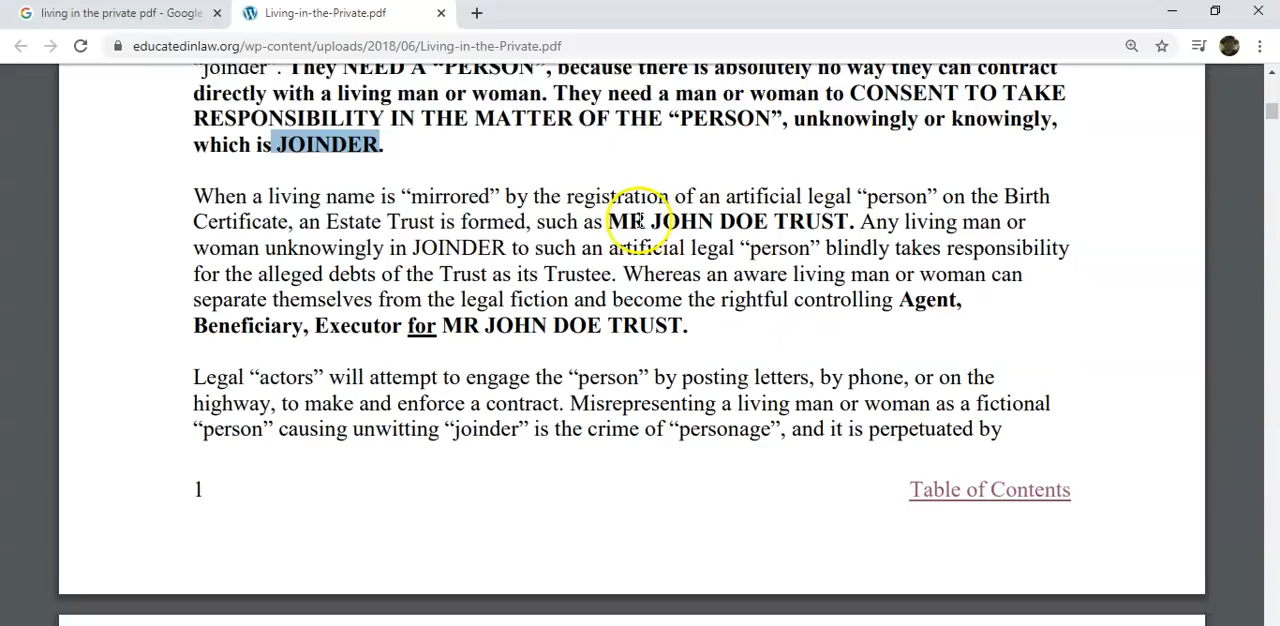 living in the private pdf - Google
Living-in-the-Private.pdf
educatedinlaw.org/wp-content/uploads/2018/06/Living-in-the-Private.pdf
"joinder". They NEED A "PERSON", because there is absolutely no way they can contract
directly with a living man or woman. They need a man or woman to CONSENT TO TAKE
RESPONSIBILITY IN THE MATTER OF THE "PERSON", unknowingly or knowingly,
which is JOINDER.
When a living name is “mirrored” by the registration of an artificial legal “person” on the Birth
Certificate, an Estate Trust is formed, such as MR JOHN DOE TRUST. Any living man or
woman unknowingly in JOINDER to such an artificial legal “person” blindly takes responsibility
for the alleged debts of the Trust as its Trustee. Whereas an aware living man or woman can
separate themselves from the legal fiction and become the rightful controlling Agent,
Beneficiary, Executor for MR JOHN DOE TRUST.
Legal “actors” will attempt to engage the “person” by posting letters, by phone, or on the
highway, to make and enforce a contract. Misrepresenting a living man or woman as a fictional
“person” causing unwitting “joinder” is the crime of “personage”, and it is perpetuated by
1
Table of Contents